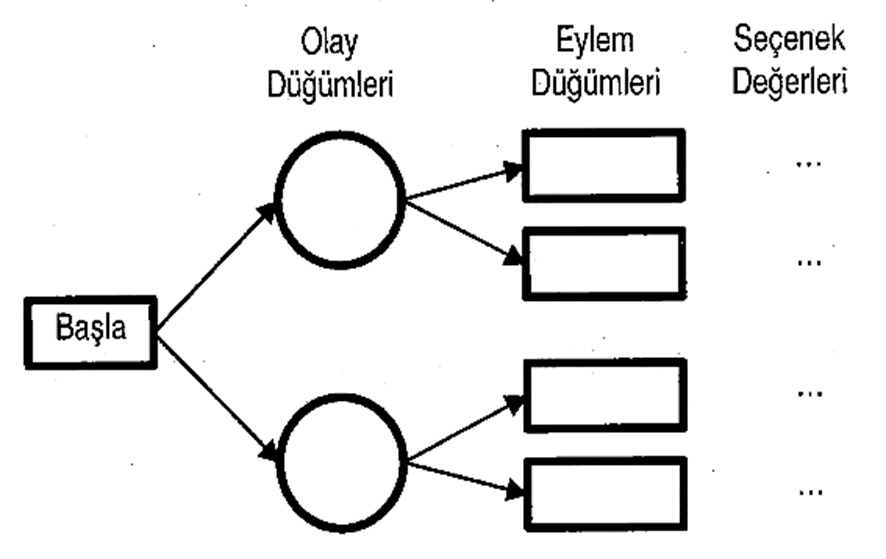 Olay
Düğümleri
Eylem
Düğümleri
Seçenek
Değerleri
...
...
Başla
...
...